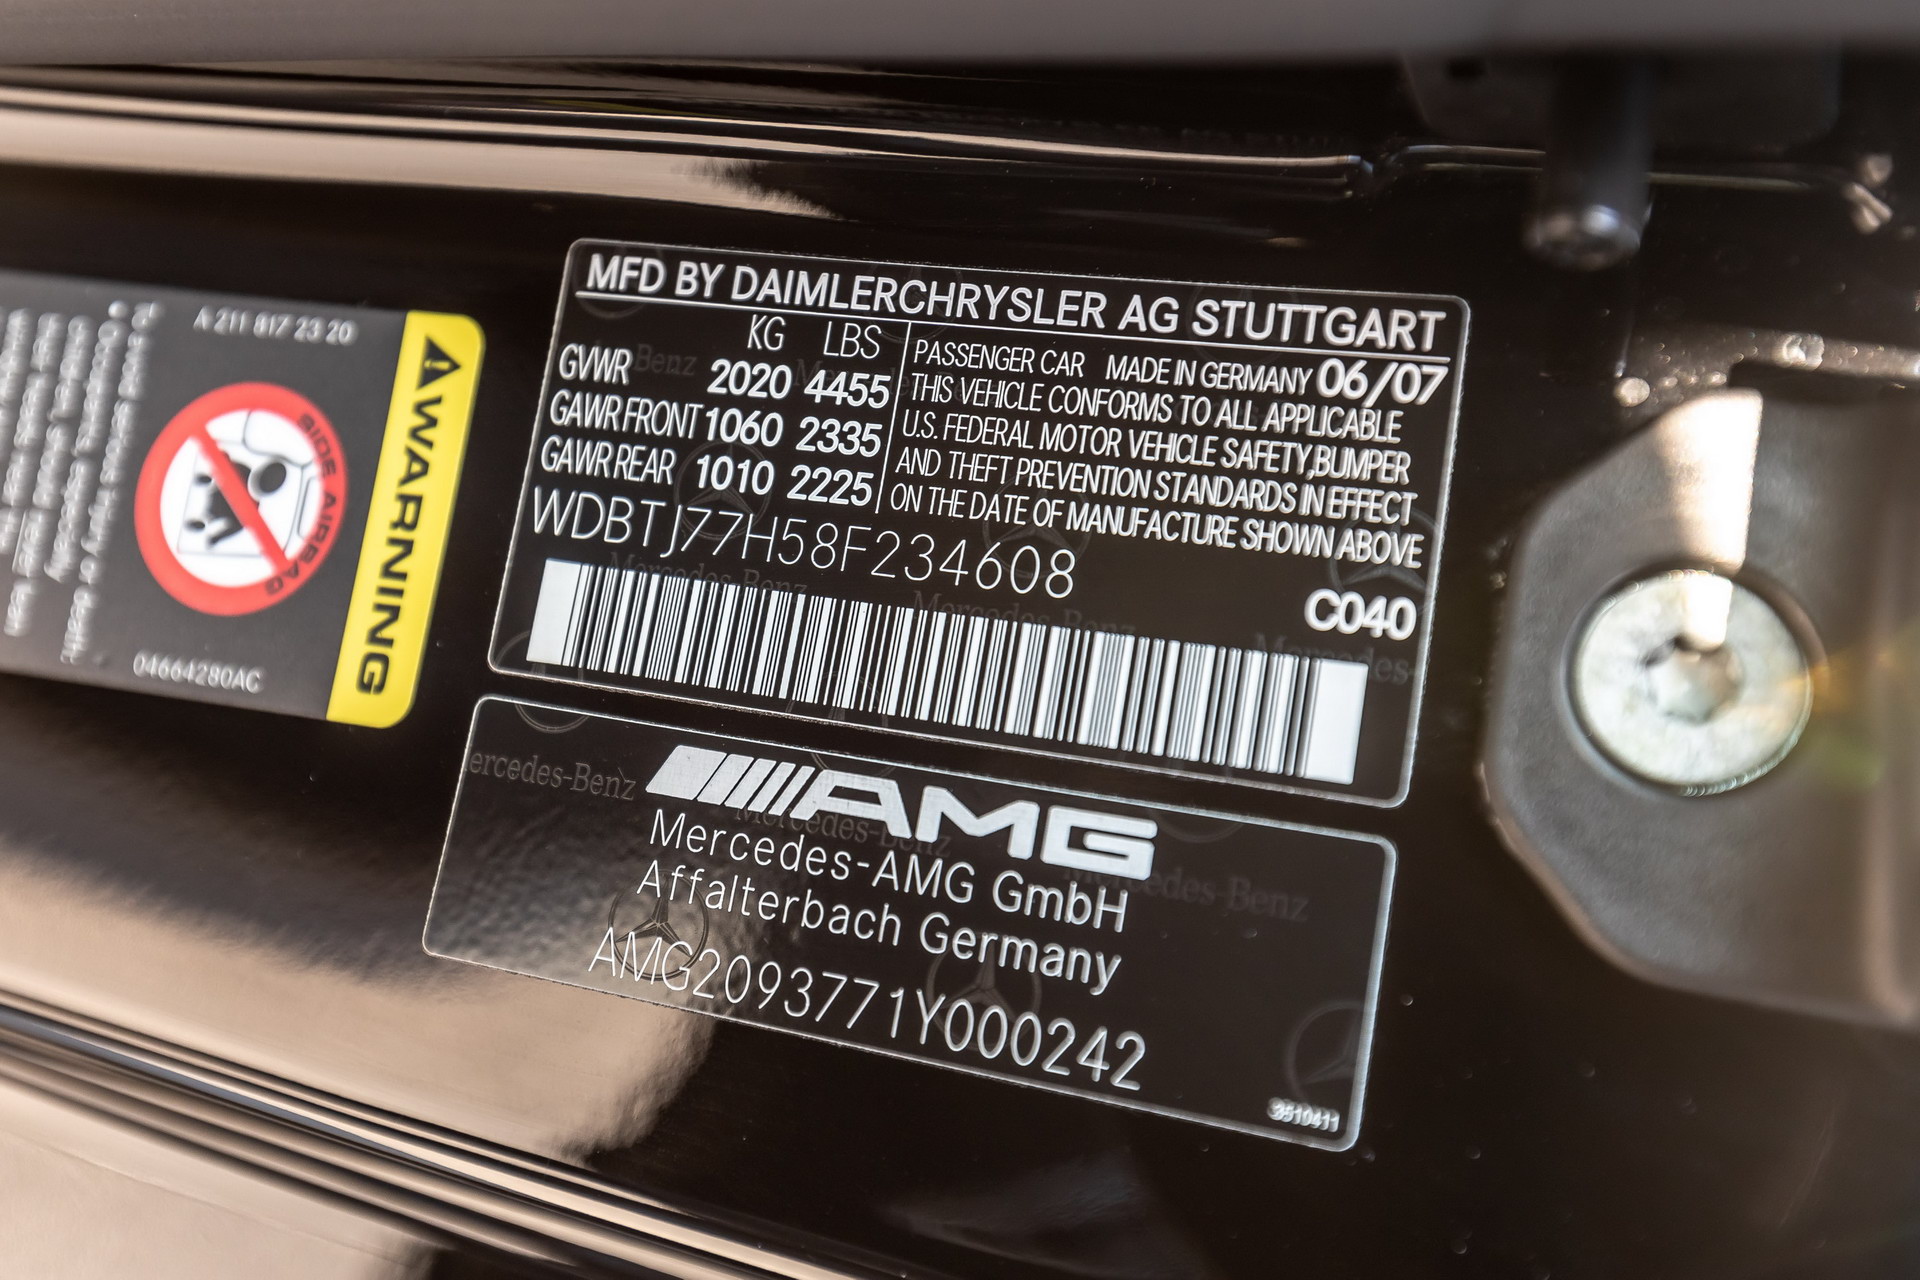 A 211 817 23 20
SIDE AIRBAG
WARNING
04664280AC
MFD BY DAIMLERCHRYSLER AG STUTTGART
KG LBS
GVWR 2020 4455
GAWR FRONT 1060 2335
GAWR REAR 1010 2225
PASSENGER CAR MADE IN GERMANY 06/07
THIS VEHICLE CONFORMS TO ALL APPLICABLE
U.S. FEDERAL MOTOR VEHICLE SAFETY,BUMPER
AND THEFT PREVENTION STANDARDS IN EFFECT
ON THE DATE OF MANUFACTURE SHOWN ABOVE
WDBTJ77H58F234608
C040
AMG
Mercedes-AMG GmbH
Affalterbach Germany
AMG2093771Y000242
3510411
Mercedes-Benz